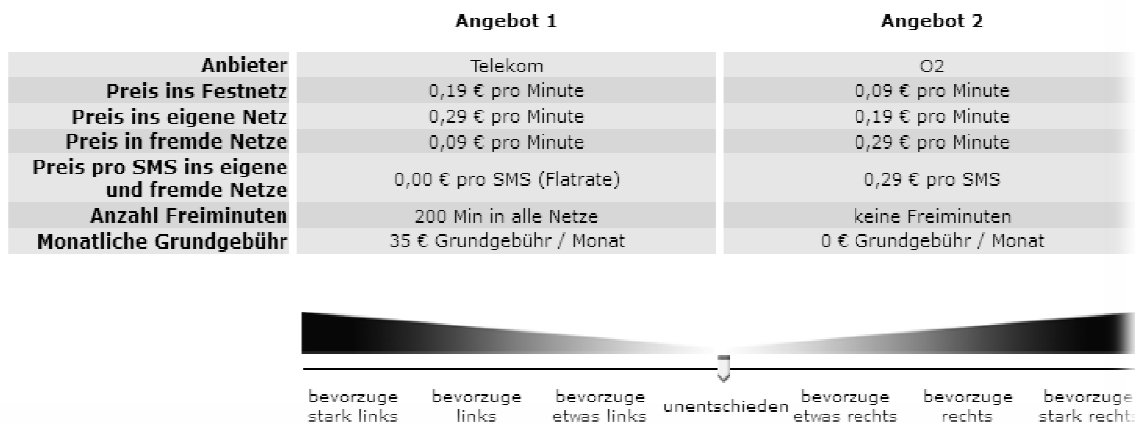 Angebot 1 Angebot 2
Anbieter Telekom O2
Preis ins Festnetz 0,19 € pro Minute 0,09 € pro Minute
Preis ins eigene Netz 0,29 € pro Minute 0,19 € pro Minute
Preis in fremde Netze 0,09 € pro Minute 0,29 € pro Minute
Preis pro SMS ins eigene
und fremde Netze 0,00 € pro SMS (Flatrate) 0,29 € pro SMS
Anzahl Freiminuten 200 Min in alle Netze keine Freiminuten
Monatliche Grundgebühr 35 € Grundgebühr / Monat 0 € Grundgebühr / Monat
bevorzuge bevorzuge bevorzuge unentschieden bevorzuge bevorzuge bevorzuge
stark links links etwas links etwas rechts rechts stark rechts